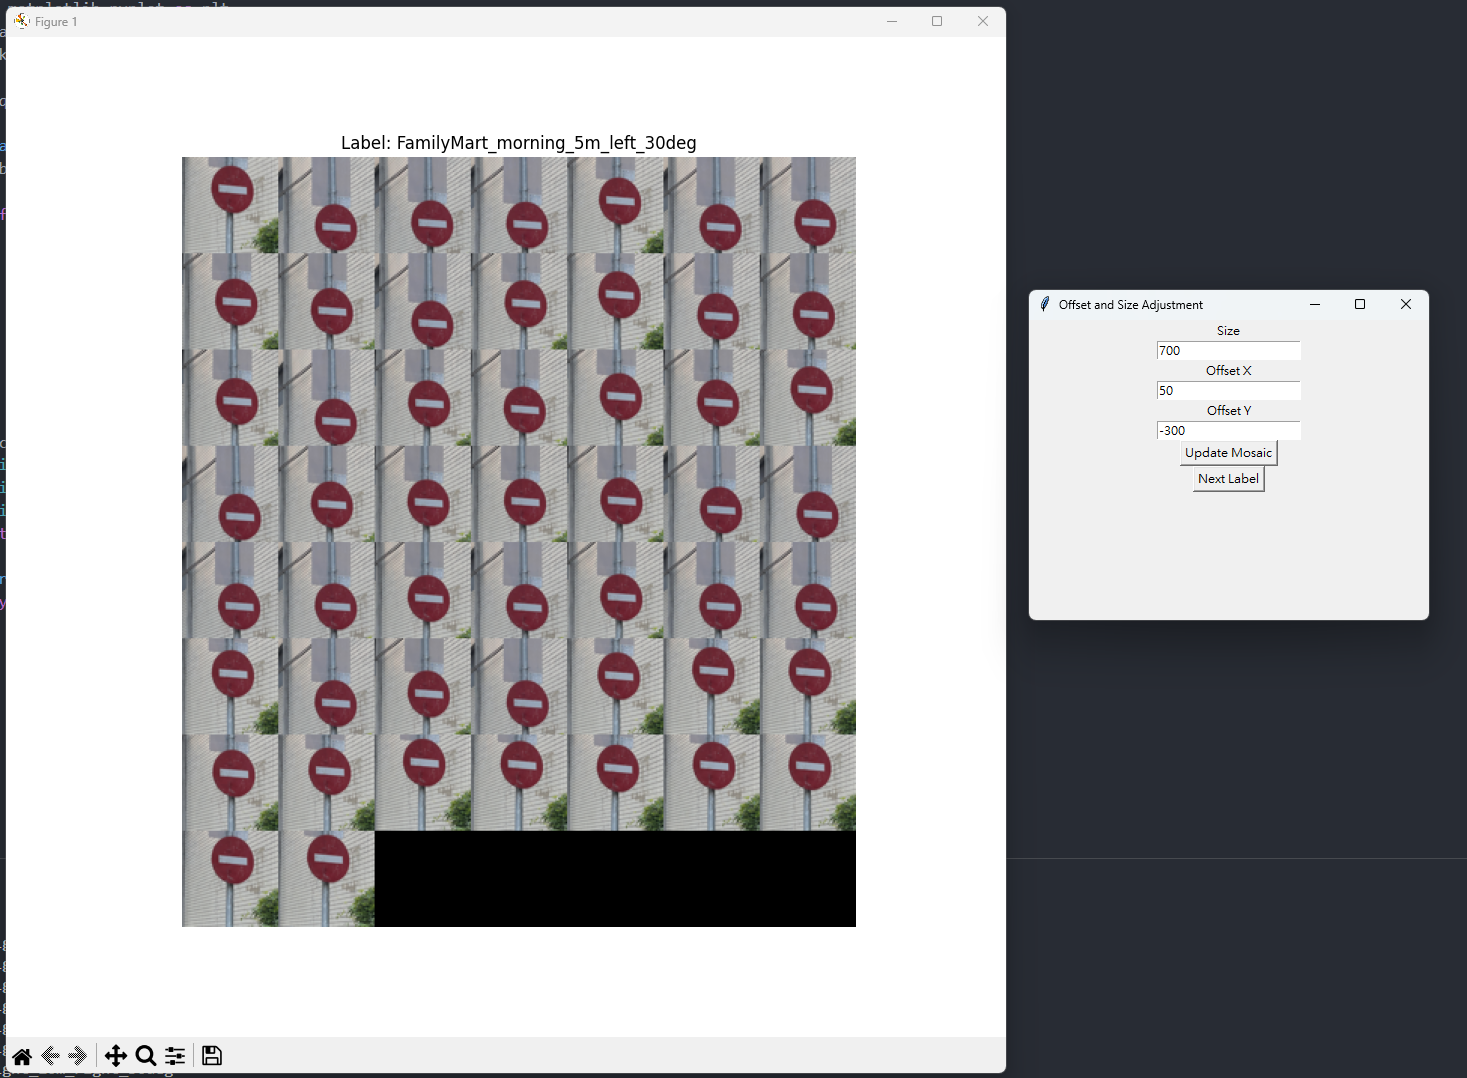 Figure 1
Label: FamilyMart_morning_5m_left_30deg
Offset and Size Adjustment
Size
700
Offset X
50
Offset Y
-300
Update Mosaic
Next Label